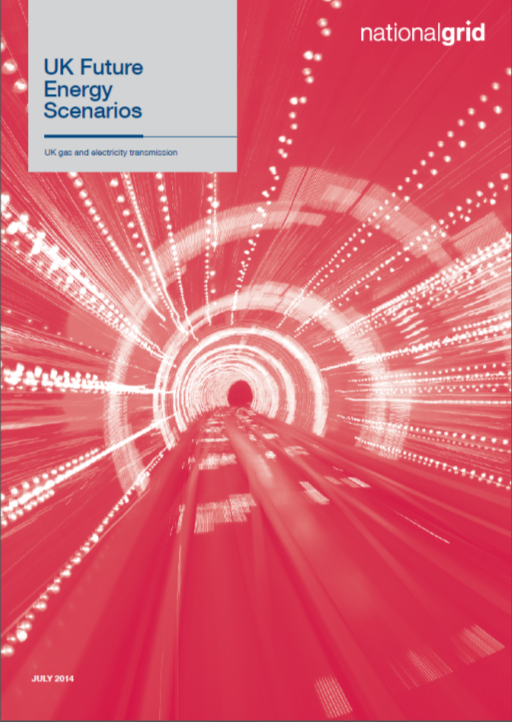 nationalgrid
UK Future
Energy
Scenarios
UK gas and electricity transmission
JULY 2014